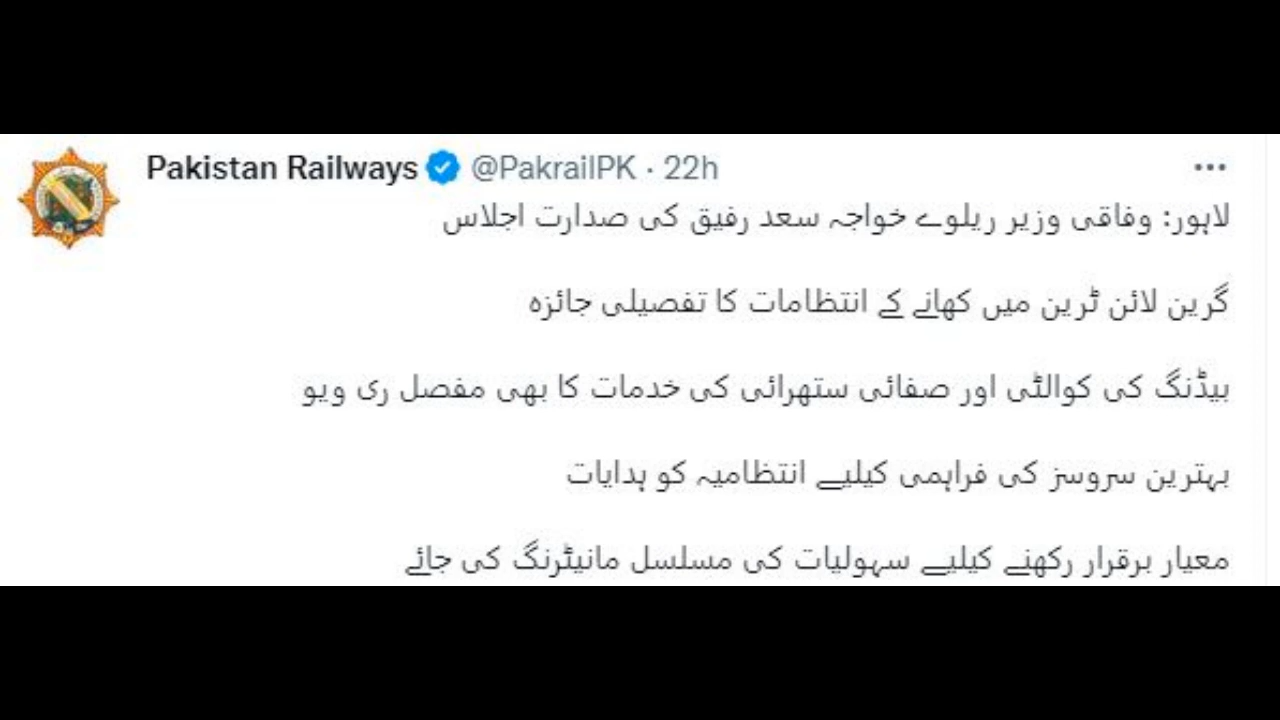 Pakistan Railways @PakrailPK · 22h
لاہور: وفاقی وزیر ریلوے خواجہ سعد رفیق کی صدارت اجلاس
گرین لائن ٹرین میں کھانے کے انتظامات کا تفصیلی جائزہ
بیڈنگ کی کوالٹی اور صفائی ستھرائی کی خدمات کا بھی مفصل ری ویو
بہترین سروسز کی فراہمی کیلیے انتظامیہ کو ہدایات
معیار برقرار رکھنے کیلیے سہولیات کی مسلسل مانیٹرنگ کی جائے